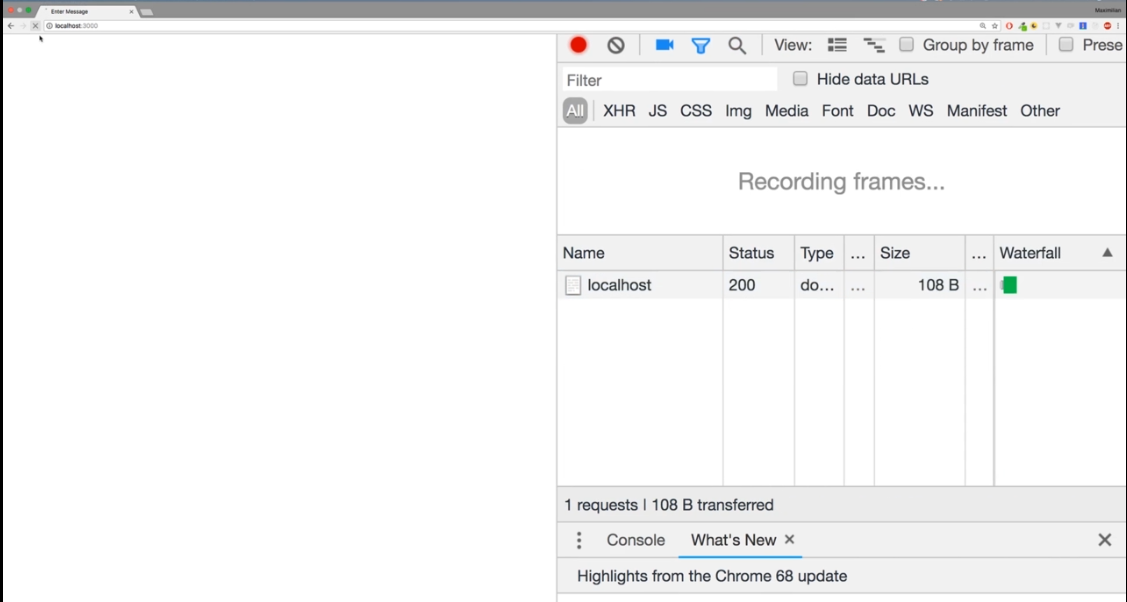 Enter Message
Maximilian
localhost:3000
View: Group by frame Prese
Filter Hide data URLs
All XHR JS CSS Img Media Font Doc WS Manifest Other
Recording frames...
Name Status Type ... Size ... Waterfall
localhost 200 do... ... 108 B ...
1 requests | 108 B transferred
Console What's New
Highlights from the Chrome 68 update